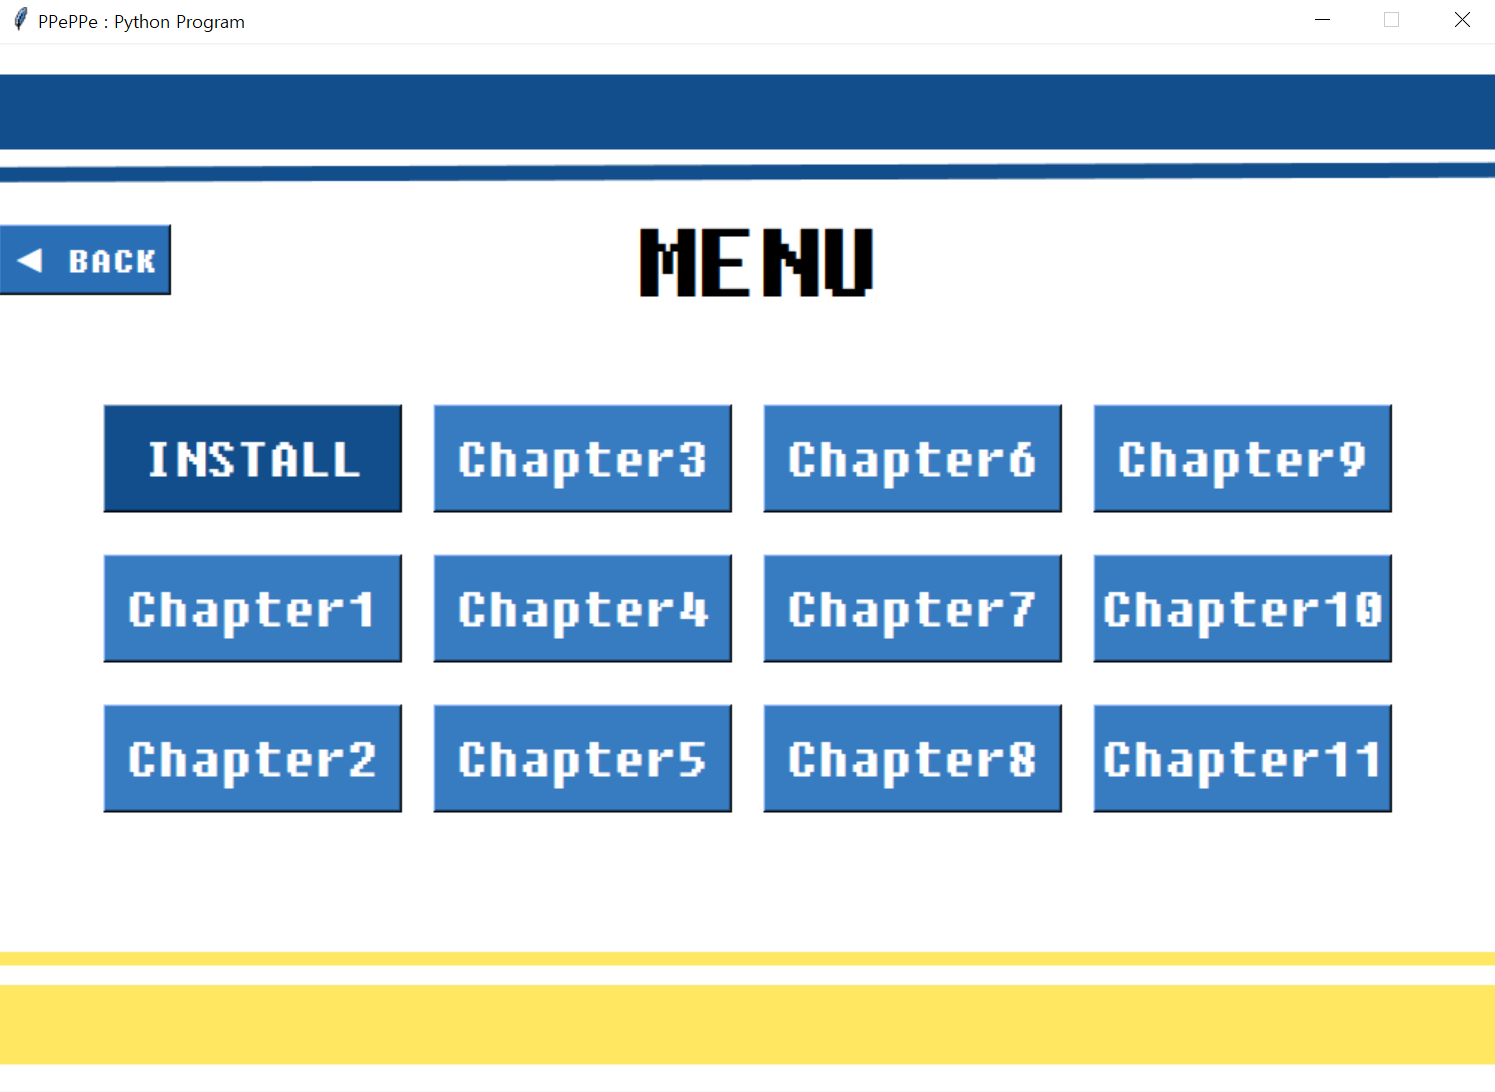 PPePPe : Python Program
◀ BACK
MENU
INSTALL
Chapter3
Chapter6
Chapter9
Chapter1
Chapter4
Chapter7
Chapter10
Chapter2
Chapter5
Chapter8
Chapter11